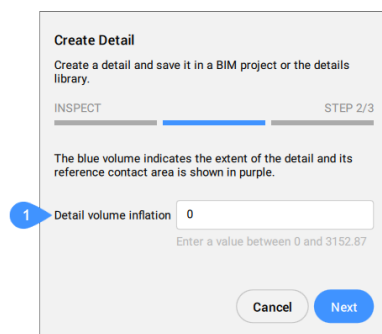 Create Detail
Create a detail and save it in a BIM project or the details
library.
INSPECT STEP 2/3
The blue volume indicates the extent of the detail and its
reference contact area is shown in purple.
1 Detail volume inflation 0
Enter a value between 0 and 3152.87
Cancel Next